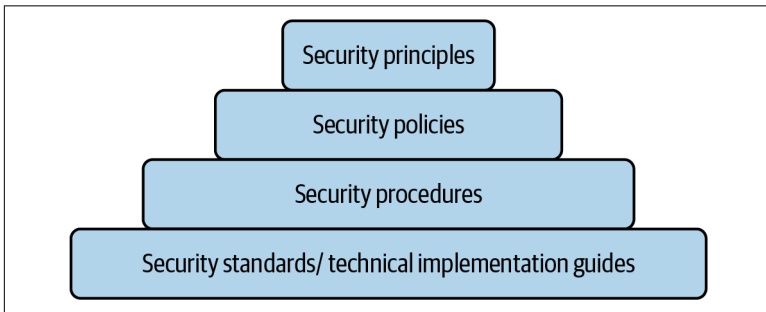 Security principles
Security policies
Security procedures
Security standards/ technical implementation guides